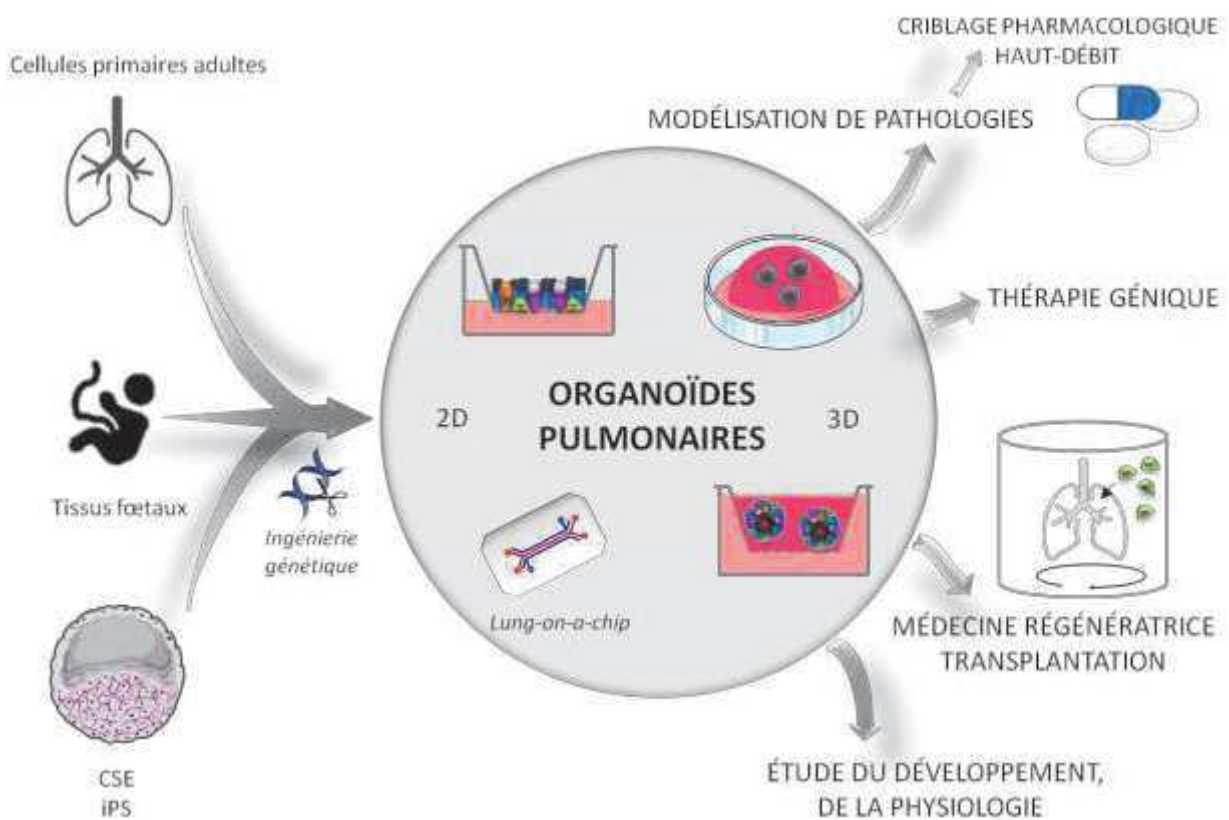 Cellules primaires adultes
Tissus fœtaux
Ingénierie
génétique
CSE
iPS
ORGANOÏDES
PULMONAIRES
2D
3D
Lung-on-a-chip
CRIBLAGE PHARMACOLOGIQUE
HAUT-DÉBIT
MODÉLISATION DE PATHOLOGIES
THÉRAPIE GÉNIQUE
MÉDECINE RÉGÉNÉRATRICE
TRANSPLANTATION
ÉTUDE DU DÉVELOPPEMENT,
DE LA PHYSIOLOGIE